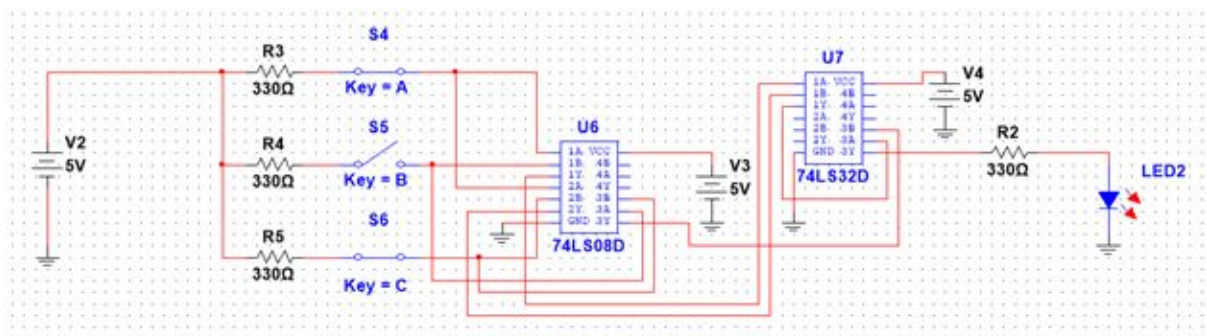 S4
R3
330Ω
Key = A
V2
5V
S5
R4
330Ω
Key = B
S6
R5
330Ω
Key = C
U6
1A VCC
1B 4B
1Y 4A
2A 4Y
2B 3B
2Y 3A
GND 3Y
74LS08D
V3
5V
U7
1A VCC
1B 4B
1Y 4A
2A 4Y
2B 3B
2Y 3A
GND 3Y
74LS32D
V4
5V
R2
330Ω
LED2